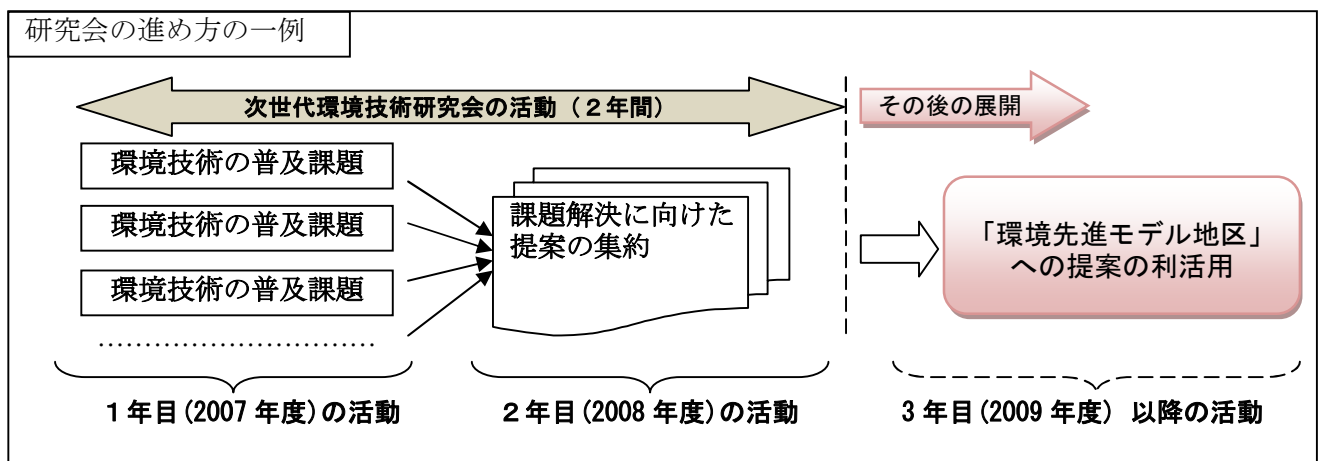 研究会の進め方の一例
次世代環境技術研究会の活動（２年間）
その後の展開
環境技術の普及課題
環境技術の普及課題
環境技術の普及課題
…………………………
課題解決に向けた
提案の集約
「環境先進モデル地区」
への提案の利活用
１年目(2007 年度)の活動
２年目(2008 年度)の活動
3 年目(2009 年度) 以降の活動